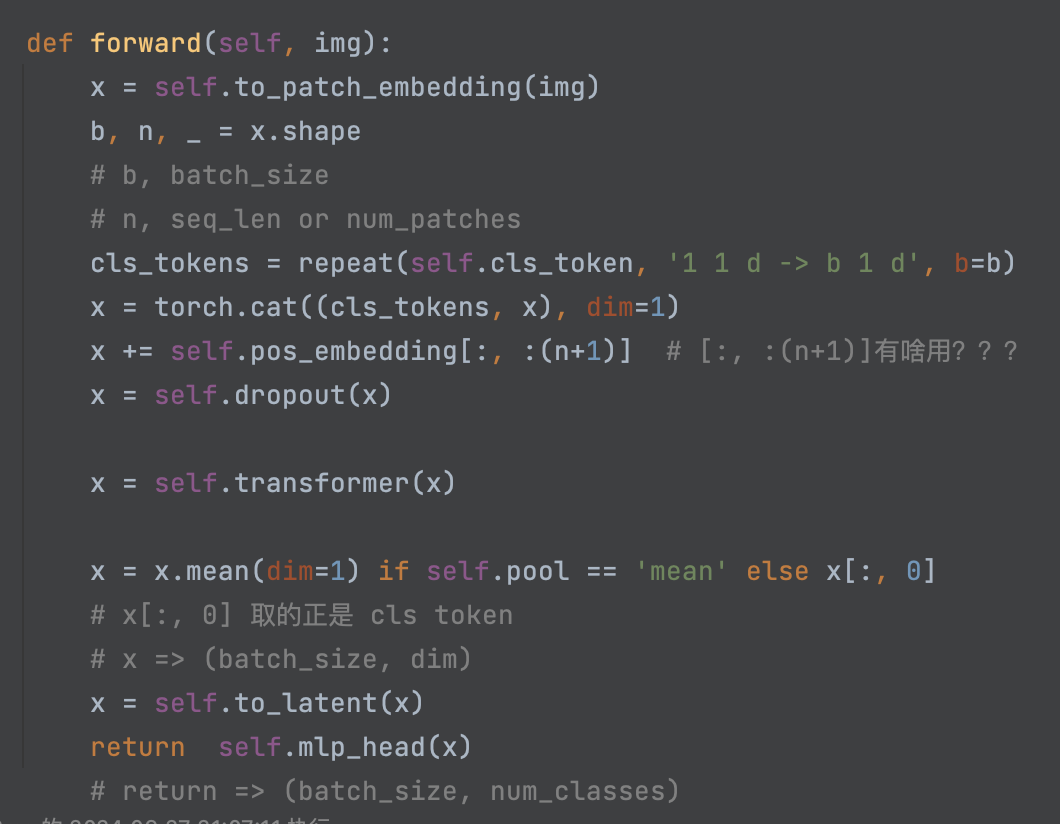 def forward(self, img):
x = self.to_patch_embedding(img)
b, n, _ = x.shape
# b, batch_size
# n, seq_len or num_patches
cls_tokens = repeat(self.cls_token, '1 1 d -> b 1 d', b=b)
x = torch.cat((cls_tokens, x), dim=1)
x += self.pos_embedding[:, :(n+1)]  # [:, :(n+1)]有啥用？？？
x = self.dropout(x)
x = self.transformer(x)
x = x.mean(dim=1) if self.pool == 'mean' else x[:, 0]
# x[:, 0] 取的正是 cls token
# x => (batch_size, dim)
x = self.to_latent(x)
return  self.mlp_head(x)
# return => (batch_size, num_classes)